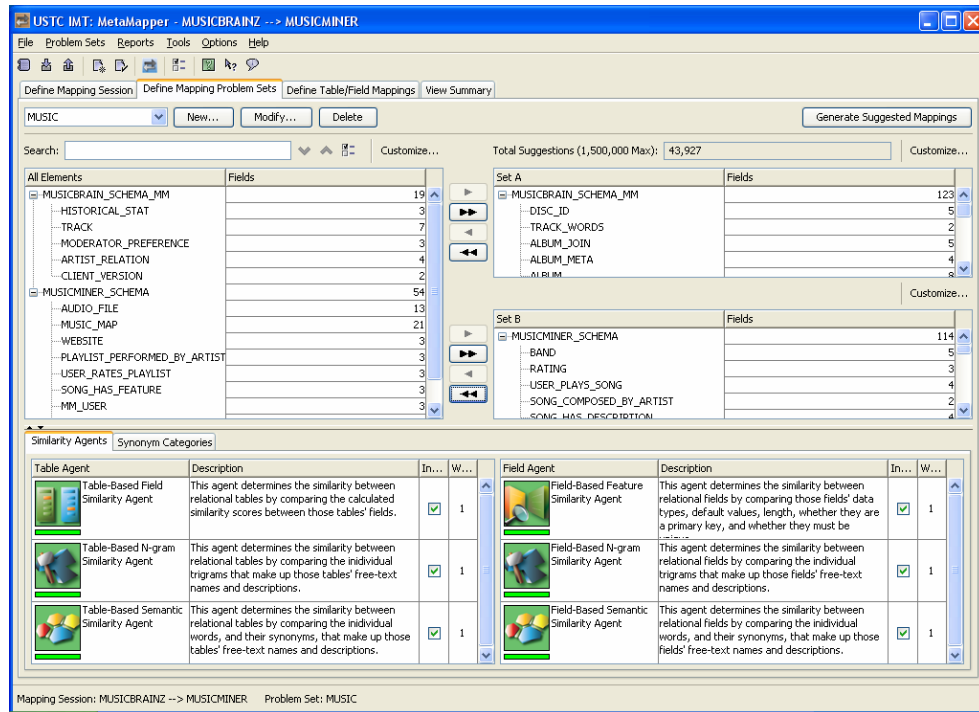 USTC IMT: MetaMapper - MUSICBRAINZ --> MUSICMINER
File Problem Sets Reports Tools Options Help
Define Mapping Session Define Mapping Problem Sets Define Table/Field Mappings View Summary
MUSIC New... Modify... Delete Generate Suggested Mappings
Search: Customize... Total Suggestions (1,500,000 Max): 43,927 Customize...
All Elements Fields
MUSICBRAIN_SCHEMA_MM 19
HISTORICAL_STAT 3
TRACK 7
MODERATOR_PREFERENCE 3
ARTIST_RELATION 4
CLIENT_VERSION 2
MUSICMINER_SCHEMA 54
AUDIO_FILE 13
MUSIC_MAP 21
WEBSITE 3
PLAYLIST_PERFORMED_BY_ARTIST 3
USER_RATES_PLAYLIST 3
SONG_HAS_FEATURE 3
MM_USER 3
Set A Fields
MUSICBRAIN_SCHEMA_MM 123
DISC_ID 5
TRACK_WORDS 2
ALBUM_JOIN 5
ALBUM_META 4
ALBUM 8
Customize...
Set B Fields
MUSICMINER_SCHEMA 114
BAND 5
RATING 3
USER_PLAYS_SONG 4
SONG_COMPOSED_BY_ARTIST 2
SONG_HAS_DESCRIPTION 4
Similarity Agents Synonym Categories
Table Agent Description In... W...
Table-Based Field
Similarity Agent
This agent determines the similarity between
relational tables by comparing the calculated
similarity scores between those tables' fields.
1
Table-Based N-gram
Similarity Agent
This agent determines the similarity between
relational tables by comparing the inidividual
trigrams that make up those tables' free-text
names and descriptions.
1
Table-Based Semantic
Similarity Agent
This agent determines the similarity between
relational tables by comparing the inidividual
words, and their synonyms, that make up those
tables' free-text names and descriptions.
1
Field Agent Description In... W...
Field-Based Feature
Similarity Agent
This agent determines the similarity between
relational fields by comparing those fields' data
types, default values, length, whether they are
a primary key, and whether they must be
1
Field-Based N-gram
Similarity Agent
This agent determines the similarity between
relational fields by comparing the inidividual
trigrams that make up those fields' free-text
names and descriptions.
1
Field-Based Semantic
Similarity Agent
This agent determines the similarity between
relational fields by comparing the inidividual
words, and their synonyms, that make up those
fields' free-text names and descriptions.
1
Mapping Session: MUSICBRAINZ --> MUSICMINER Problem Set: MUSIC